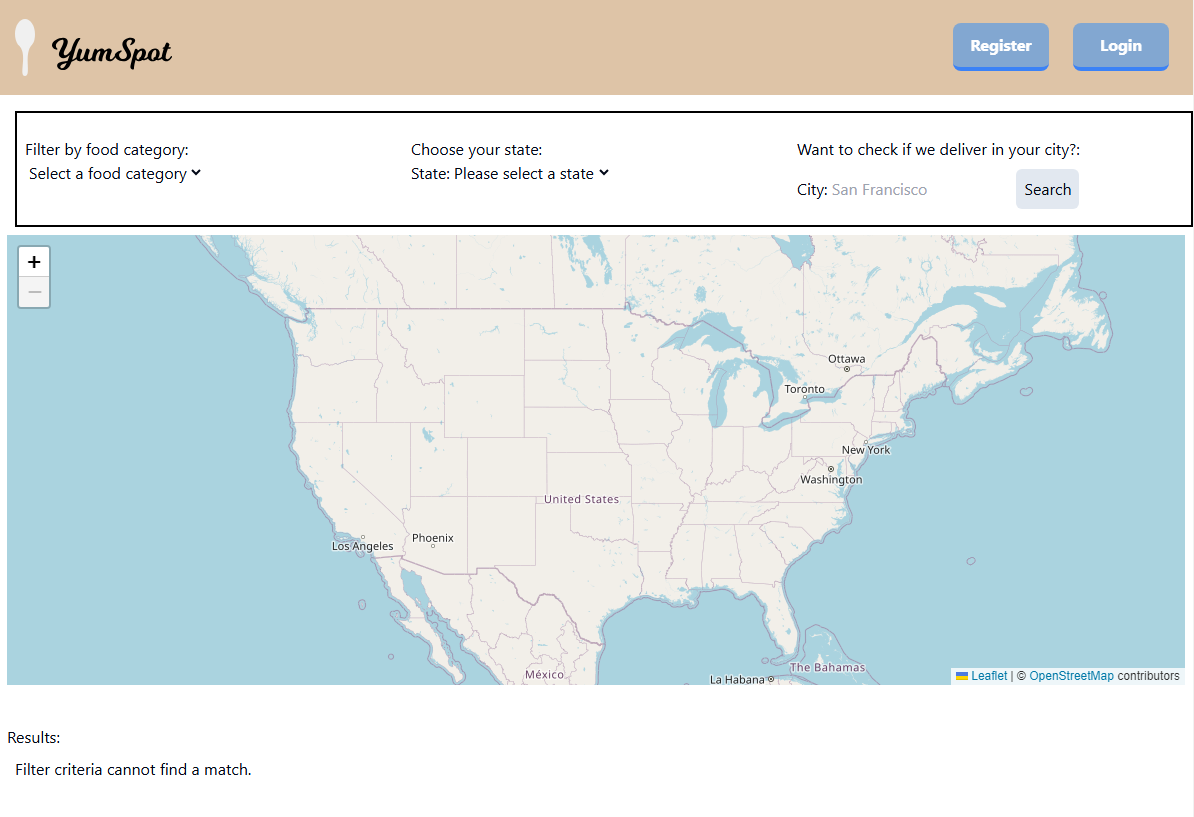 YumSpot
Register
Login
Filter by food category:
Select a food category
Choose your state:
State: Please select a state
Want to check if we deliver in your city?:
City: San Francisco
Search
+
−
Ottawa
Toronto
New York
Washington
United States
Phoenix
Los Angeles
México
La Habana
The Bahamas
Leaflet | © OpenStreetMap contributors
Results:
Filter criteria cannot find a match.